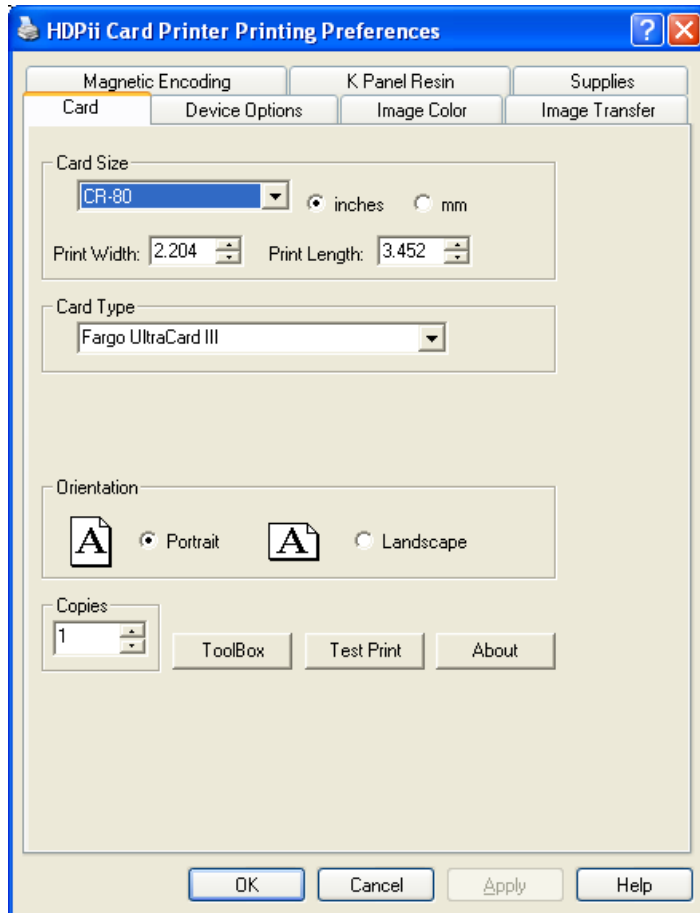 HDPii Card Printer Printing Preferences
Magnetic Encoding K Panel Resin Supplies
Card Device Options Image Color Image Transfer
Card Size
CR-80 inches mm
Print Width: 2.204 Print Length: 3.452
Card Type
Fargo UltraCard III
Orientation
A Portrait A Landscape
Copies
1 ToolBox Test Print About
OK Cancel Apply Help